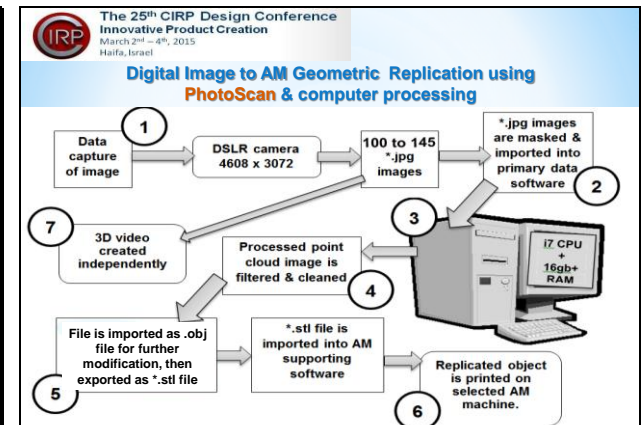 CIRP
The 25th CIRP Design Conference
Innovative Product Creation
March 2nd – 4th, 2015
Haifa, Israel
Digital Image to AM Geometric Replication using
PhotoScan & computer processing
1
Data
capture
of image
DSLR camera
4608 x 3072
100 to 145
*.jpg
images
*.jpg images
are masked &
imported into
primary data
software
2
3
i7 CPU
+
16gb+
RAM
7
3D video
created
independently
Processed point
cloud image is
filtered & cleaned
4
File is imported as .obj
file for further
modification, then
exported as *.stl file
5
*.stl file is
imported into AM
supporting
software
Replicated object
is printed on
selected AM
machine.
6